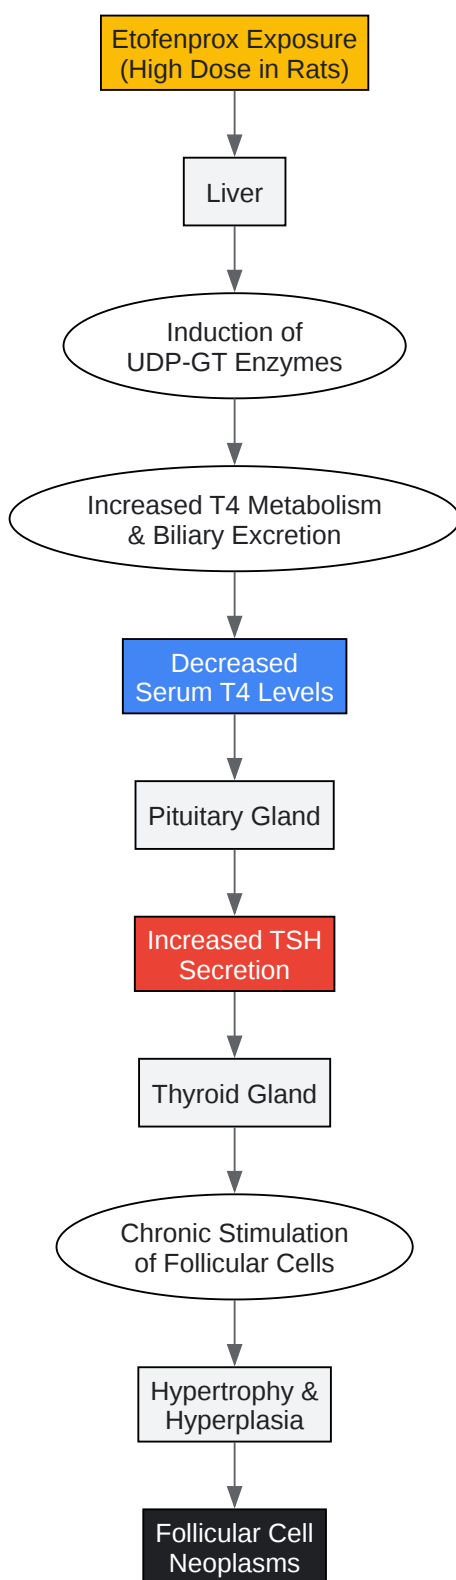 Etofenprox Exposure
(High Dose in Rats)
Liver
Induction of
UDP-GT Enzymes
Increased T4 Metabolism
& Biliary Excretion
Decreased
Serum T4 Levels
Pituitary Gland
Increased TSH
Secretion
Thyroid Gland
Chronic Stimulation
of Follicular Cells
Hypertrophy &
Hyperplasia
Follicular Cell
Neoplasms